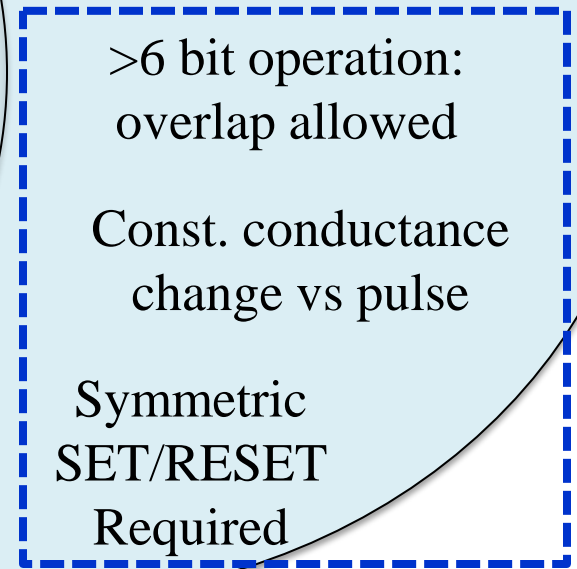 >6 bit operation:
overlap allowed
Const. conductance
change vs pulse
Symmetric
SET/RESET
Required